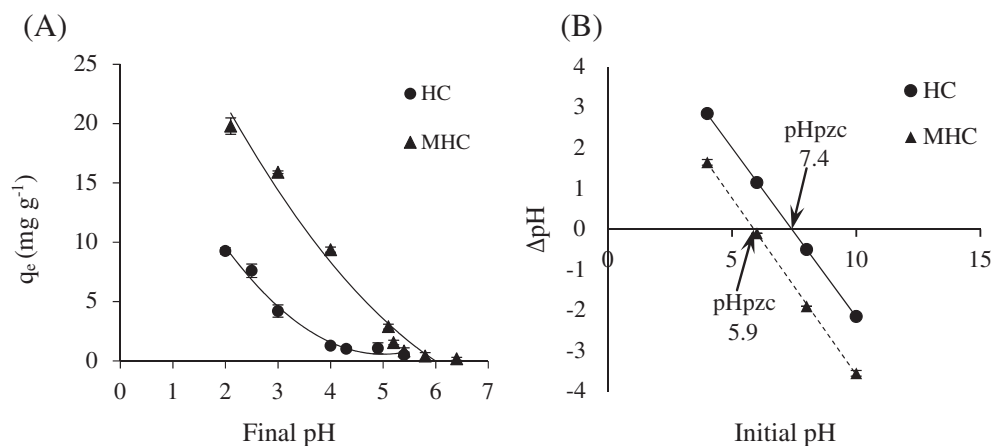 (A)
25
20
15
10
5
0
qₑ (mg g⁻¹)
HC
MHC
0 1 2 3 4 5 6 7
Final pH
(B)
4
3
2
1
0
-1
-2
-3
-4
ΔpH
HC
MHC
pHpzc
7.4
0 5 10 15
pHpzc
5.9
Initial pH